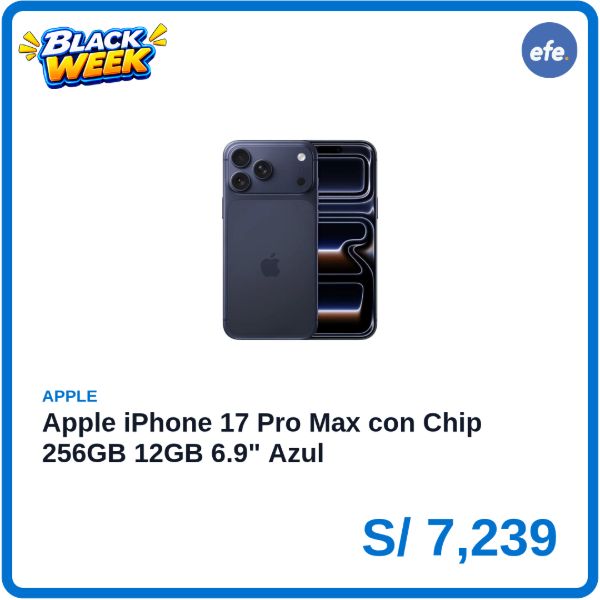 BLACK
WEEK
efe.
APPLE
Apple iPhone 17 Pro Max con Chip
256GB 12GB 6.9" Azul
S/ 7,239